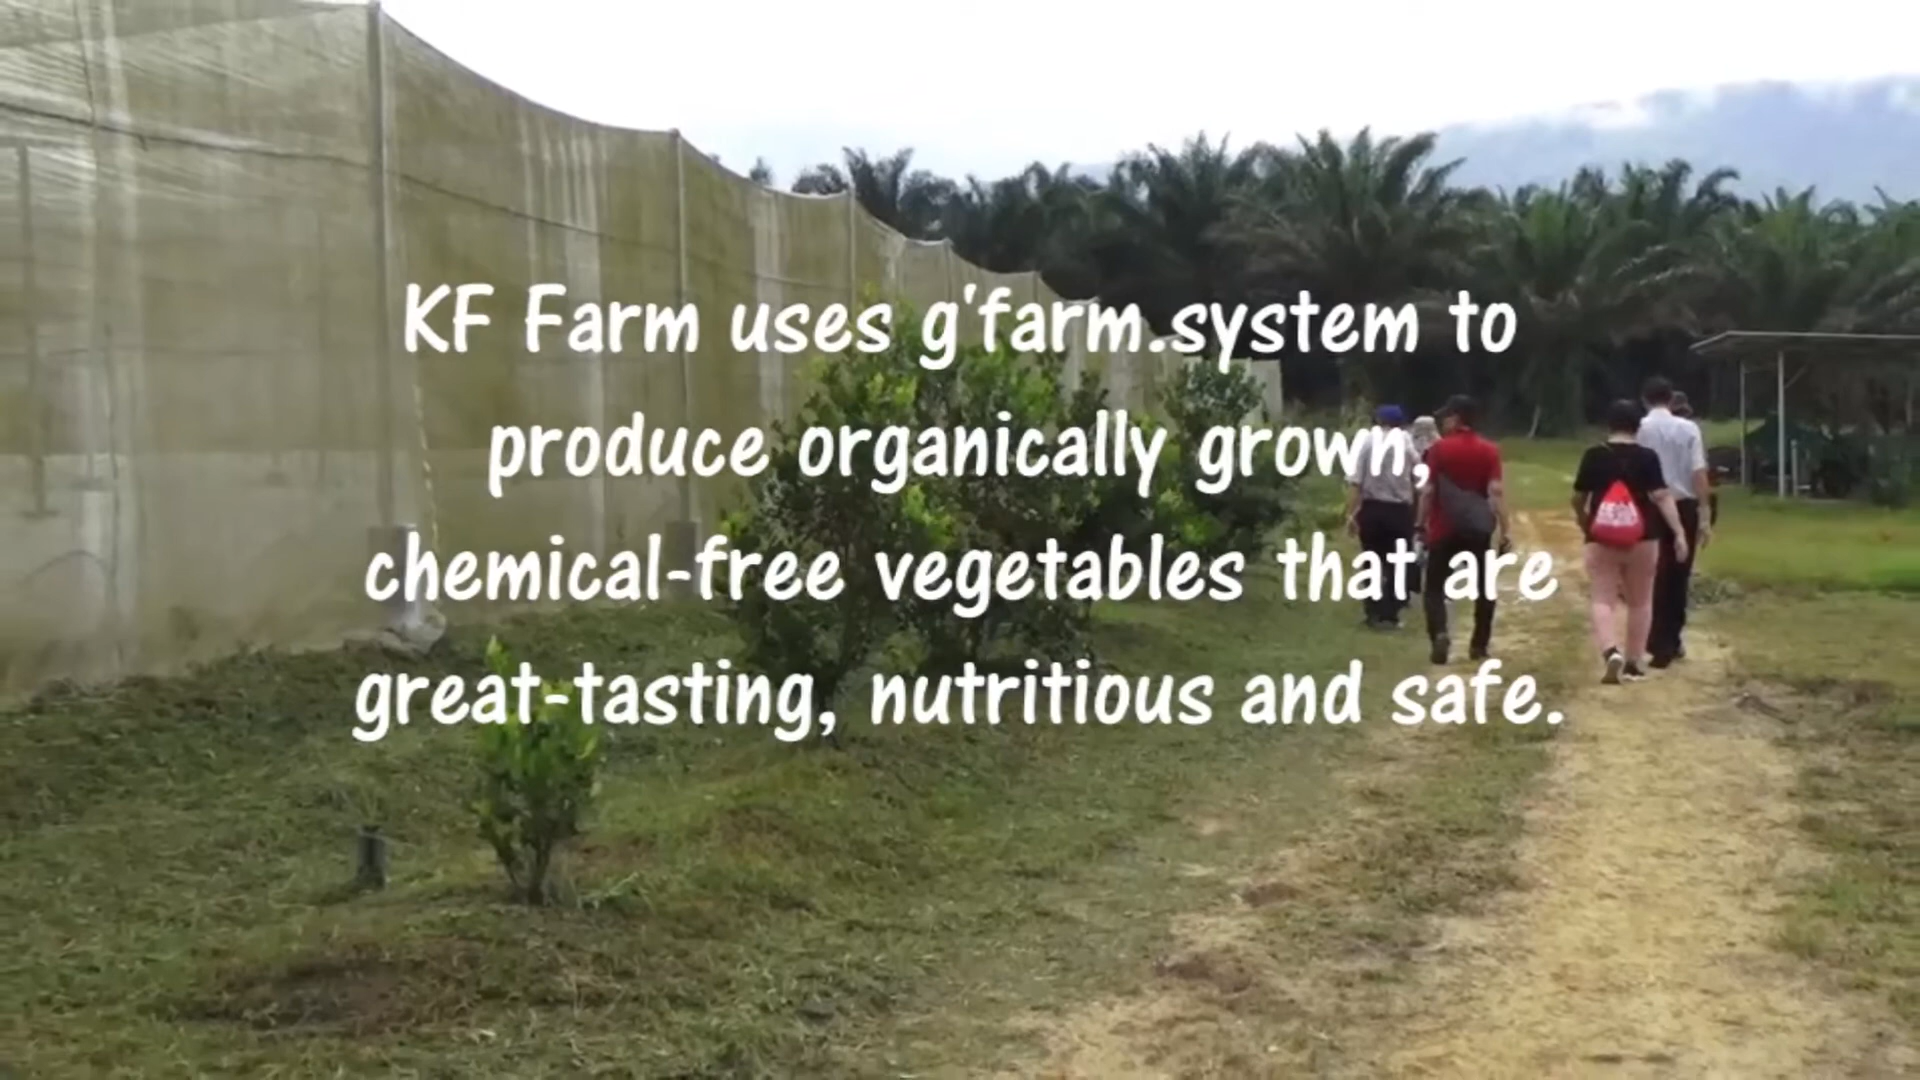 KF Farm uses g'farm.system to
produce organically grown,
chemical-free vegetables that are
great-tasting, nutritious and safe.